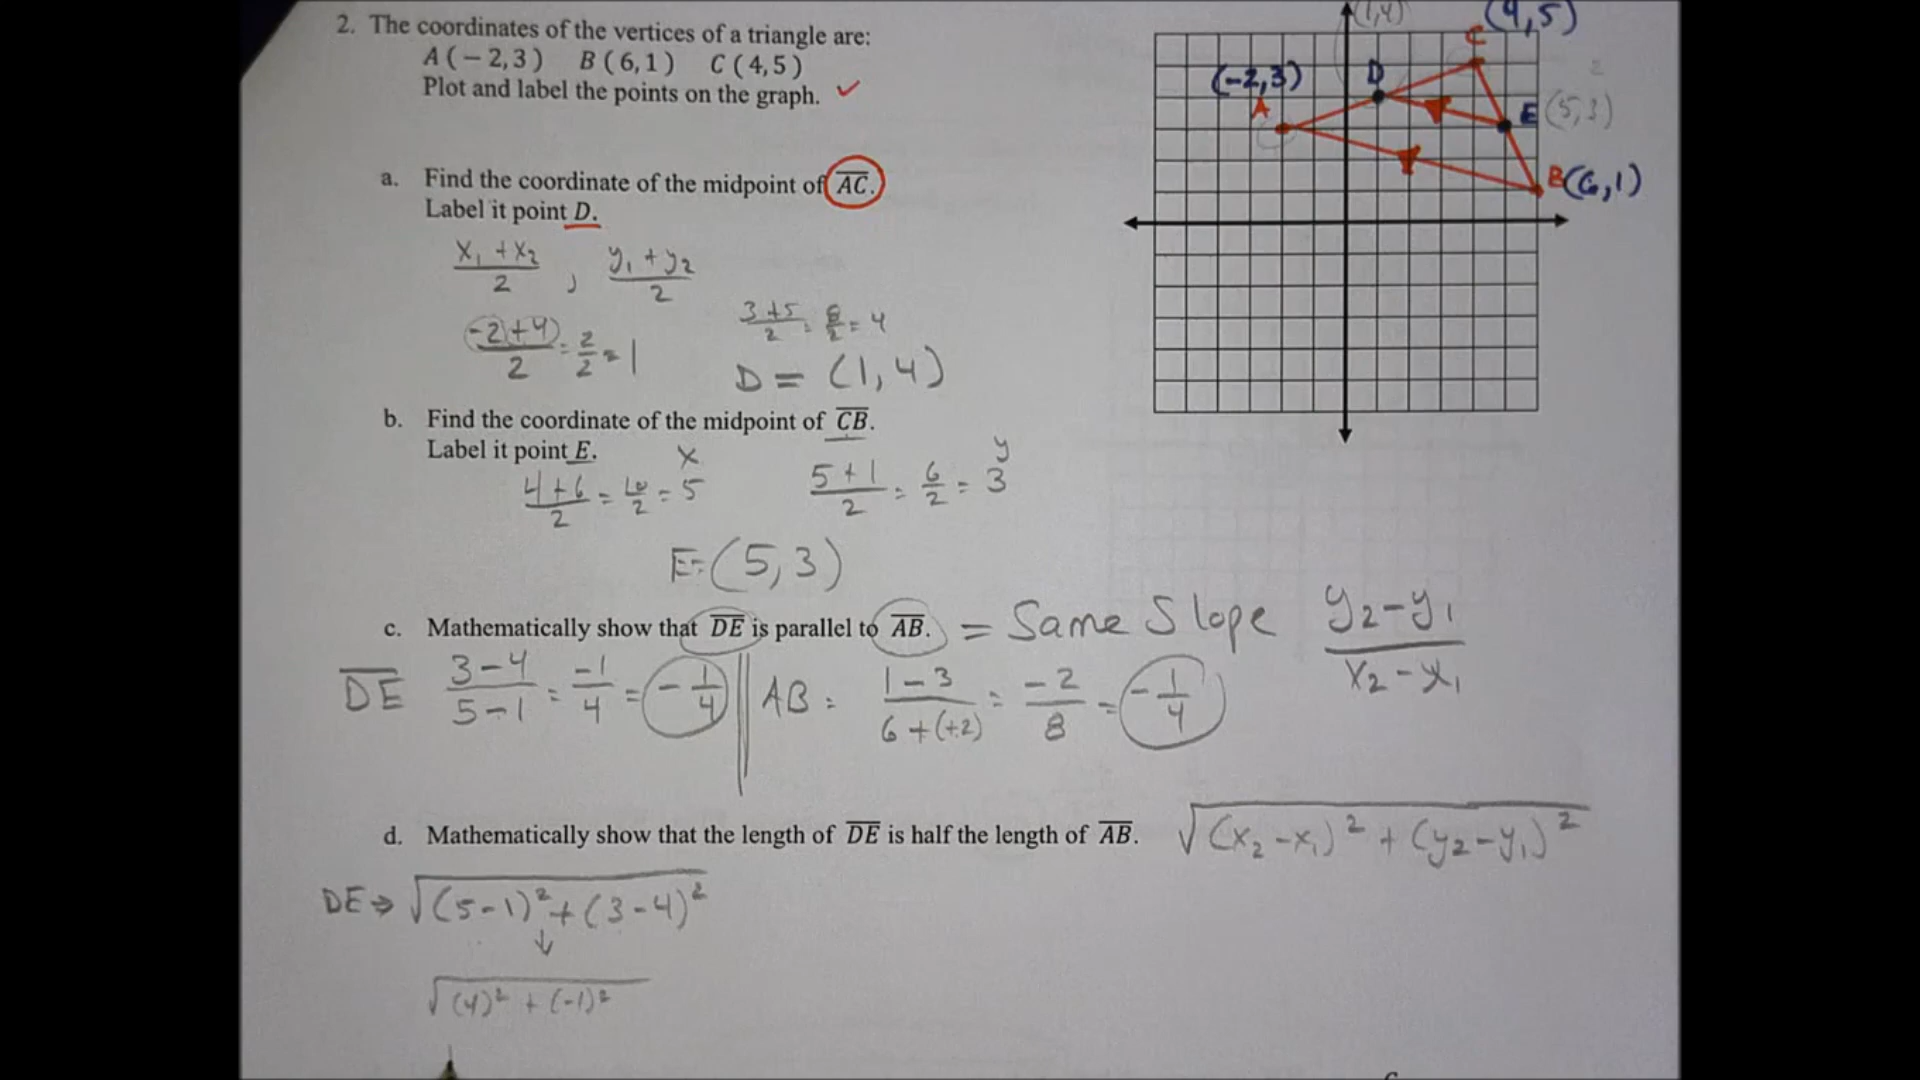 2. The coordinates of the vertices of a triangle are:
A(−2,3) B(6,1) C(4,5)
Plot and label the points on the graph. ✓
(1,4)
(4,5)
C
(-2,3)
D
A
E (5,3)
2
B(6,1)
a. Find the coordinate of the midpoint of AC.
Label it point D.
x₁ + x₂ / 2 , y₁ + y₂ / 2
-2+4 / 2 = 2/2 = 1
3+5 / 2 = 8/2 = 4
D = (1,4)
b. Find the coordinate of the midpoint of CB.
Label it point E.
x
4+6 / 2 = 10/2 = 5
y
5+1 / 2 = 6/2 = 3
E=(5,3)
c. Mathematically show that DE is parallel to AB. = Same Slope y₂-y₁ / x₂-x₁
DE 3-4 / 5-1 = -1/4 = -1/4 || AB = 1-3 / 6+(+2) = -2/8 = -1/4
d. Mathematically show that the length of DE is half the length of AB. √(x₂-x₁)² + (y₂-y₁)²
DE ⇒ √(5-1)²+(3-4)²
↓
√(4)² + (-1)²